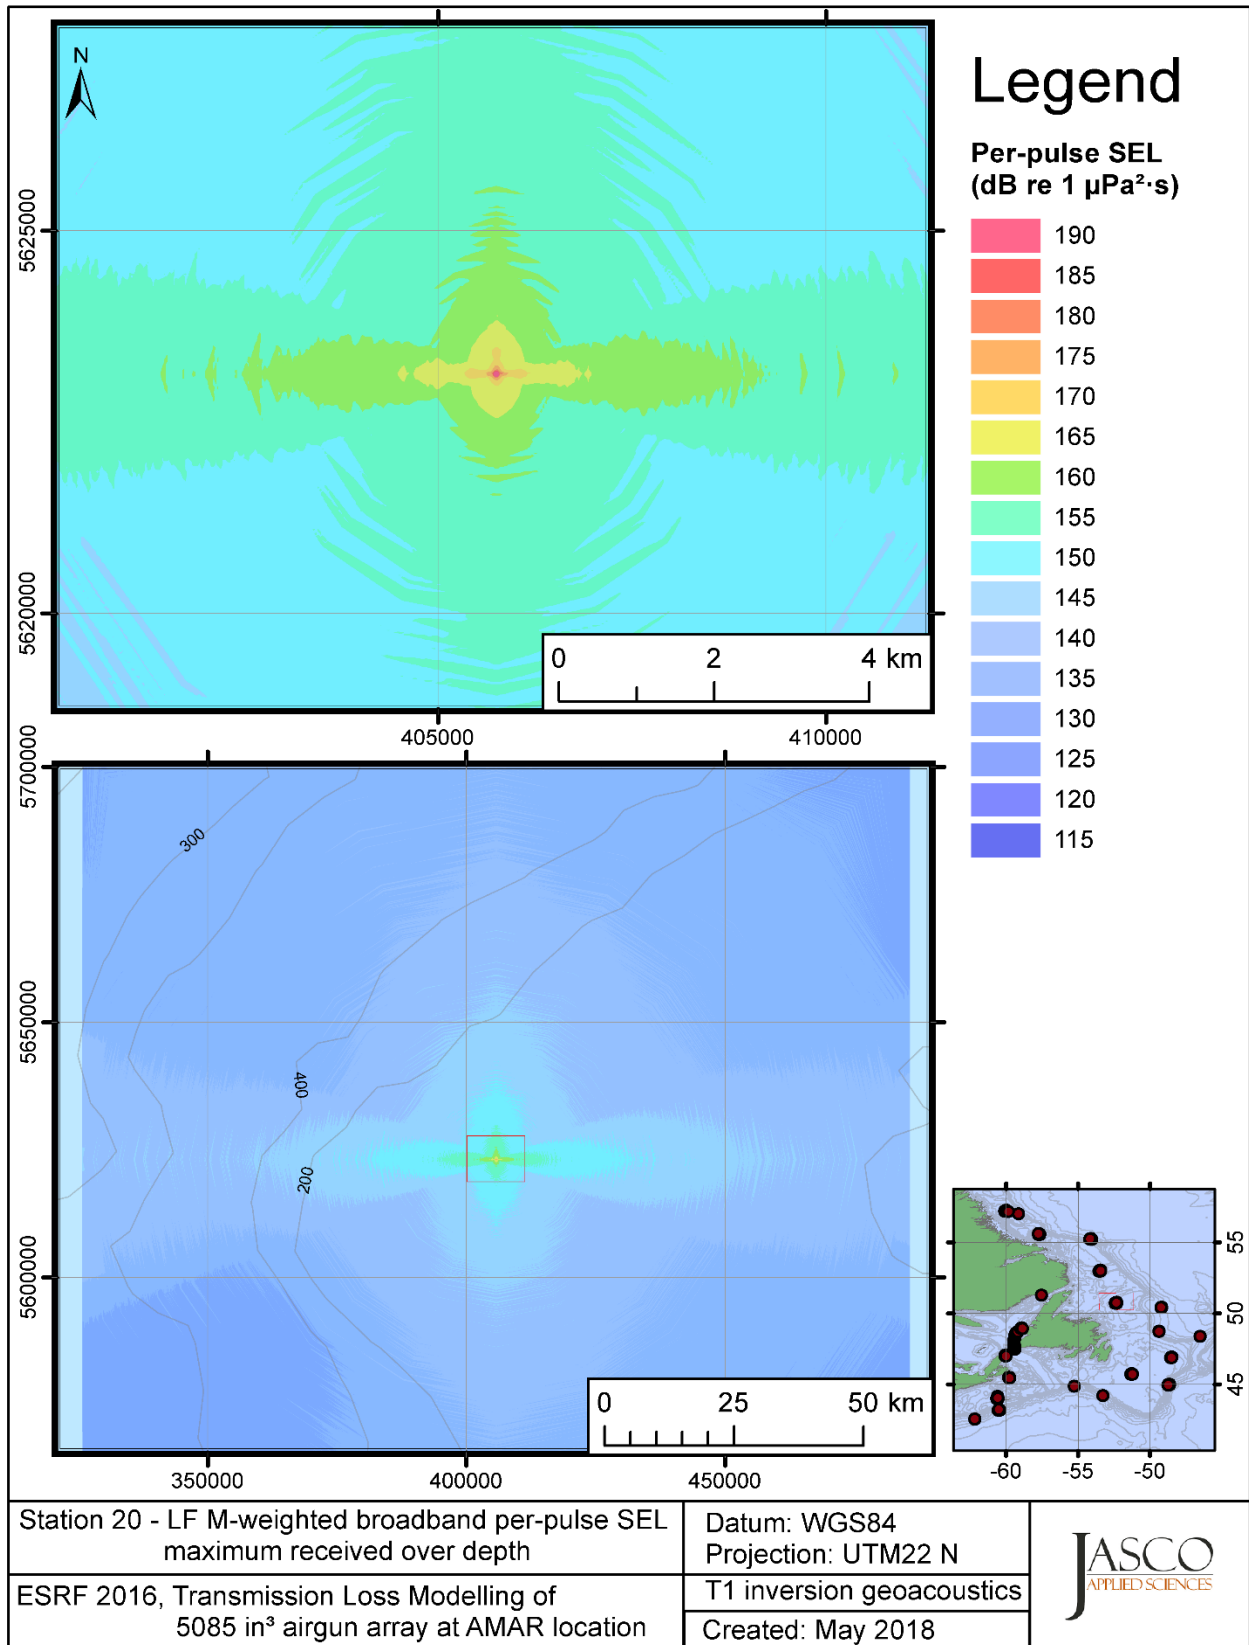 N
5625000
5620000
0 2 4 km
405000 410000
Legend
Per-pulse SEL
(dB re 1 µPa²·s)
190
185
180
175
170
165
160
155
150
145
140
135
130
125
120
115
5700000
5650000
5600000
300
400
200
0 25 50 km
350000 400000 450000
55
50
45
-60 -55 -50
Station 20 - LF M-weighted broadband per-pulse SEL
maximum received over depth
ESRF 2016, Transmission Loss Modelling of
5085 in³ airgun array at AMAR location
Datum: WGS84
Projection: UTM22 N
T1 inversion geoacoustics
Created: May 2018
JASCO
APPLIED SCIENCES